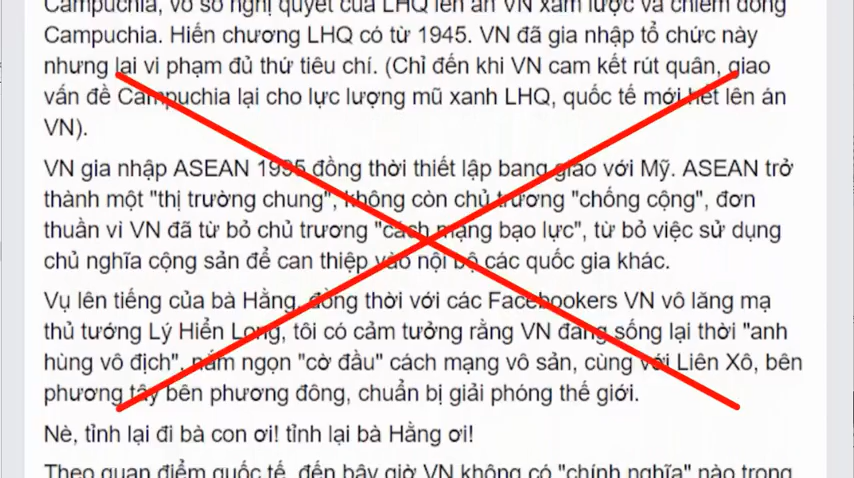 Campuchia, vô số nghị quyết của LHQ lên án VN xâm lược và chiếm đóng
Campuchia. Hiến chương LHQ có từ 1945. VN đã gia nhập tổ chức này
nhưng lại vi phạm đủ thứ tiêu chí. (Chỉ đến khi VN cam kết rút quân, giao
vấn đề Campuchia lại cho lực lượng mũ xanh LHQ, quốc tế mới hết lên án
VN).
VN gia nhập ASEAN 1995 đồng thời thiết lập bang giao với Mỹ. ASEAN trở
thành một "thị trường chung", không còn chủ trương "chống cộng", đơn
thuần vì VN đã từ bỏ chủ trương "cách mạng bạo lực", từ bỏ việc sử dụng
chủ nghĩa cộng sản để can thiệp vào nội bộ các quốc gia khác.
Vụ lên tiếng của bà Hằng, đồng thời với các Facebookers VN vô lăng mạ
thủ tướng Lý Hiển Long, tôi có cảm tưởng rằng VN đang sống lại thời "anh
hùng vô địch", nắm ngọn "cờ đầu" cách mạng vô sản, cùng với Liên Xô, bên
phương tây bên phương đông, chuẩn bị giải phóng thế giới.
Nè, tỉnh lại đi bà con ơi! tỉnh lại bà Hằng ơi!
Theo quan điểm quốc tế, đến bây giờ VN không có "chính nghĩa" nào trong